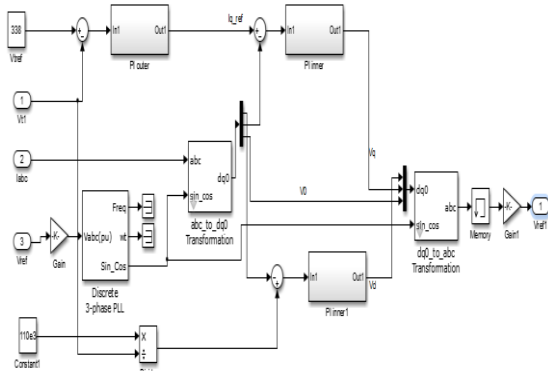 338
Vtref
In1
Out1
PI outer
Iq_ref
In1
Out1
PI inner
1
Vt1
2
Iabc
abc
dq0
sin_cos
abc_to_dq0
Transformation
V0
Vq
3
Vref
-K-
Gain
Vabc(pu)
Freq
wt
Sin_Cos
Discrete
3-phase PLL
dq0
sin_cos
abc
dq0_to_abc
Transformation
Memory
-K-
Gain1
1
Vref1
In1
Out1
PI inner1
Vd
110e3
Constant1
X
÷